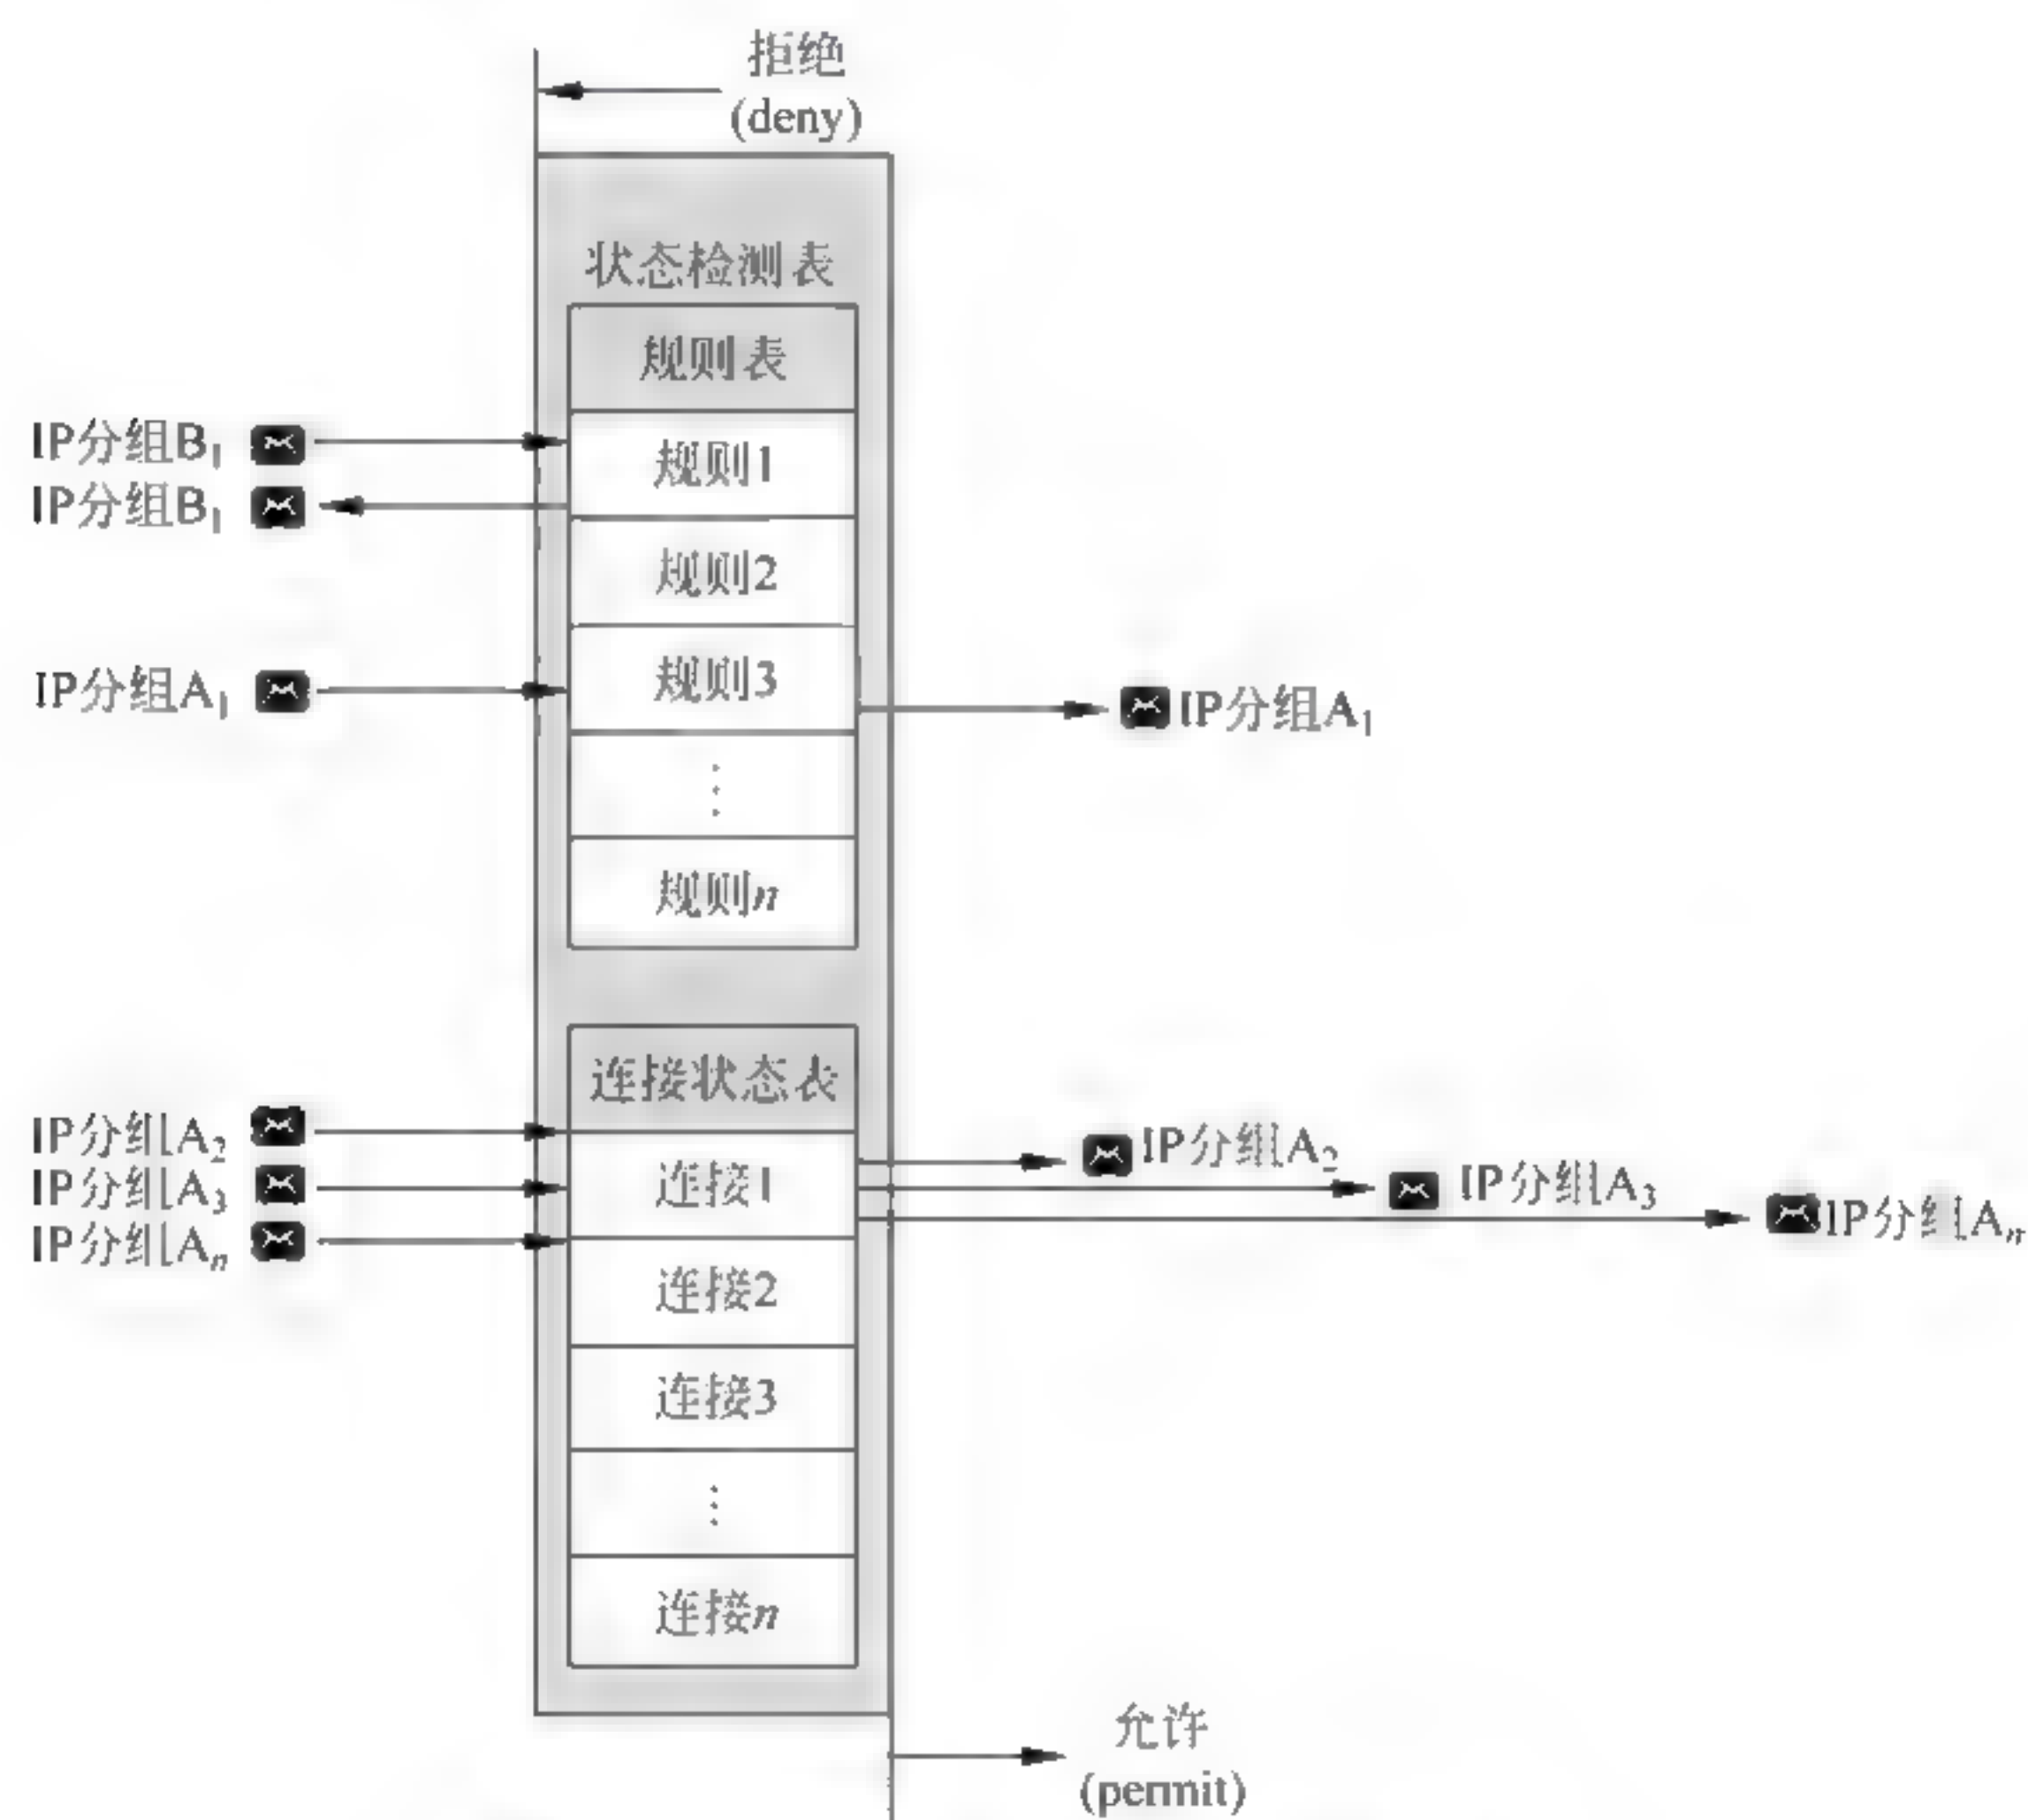 拒绝
(deny)
状态检测表
规则表
IP分组B1
规则1
IP分组B1
规则2
IP分组A1
规则3
IP分组A1
⋮
规则n
连接状态表
IP分组A2
IP分组A2
IP分组A3
连接1
IP分组A3
IP分组An
IP分组An
连接2
连接3
⋮
连接n
允许
(permit)